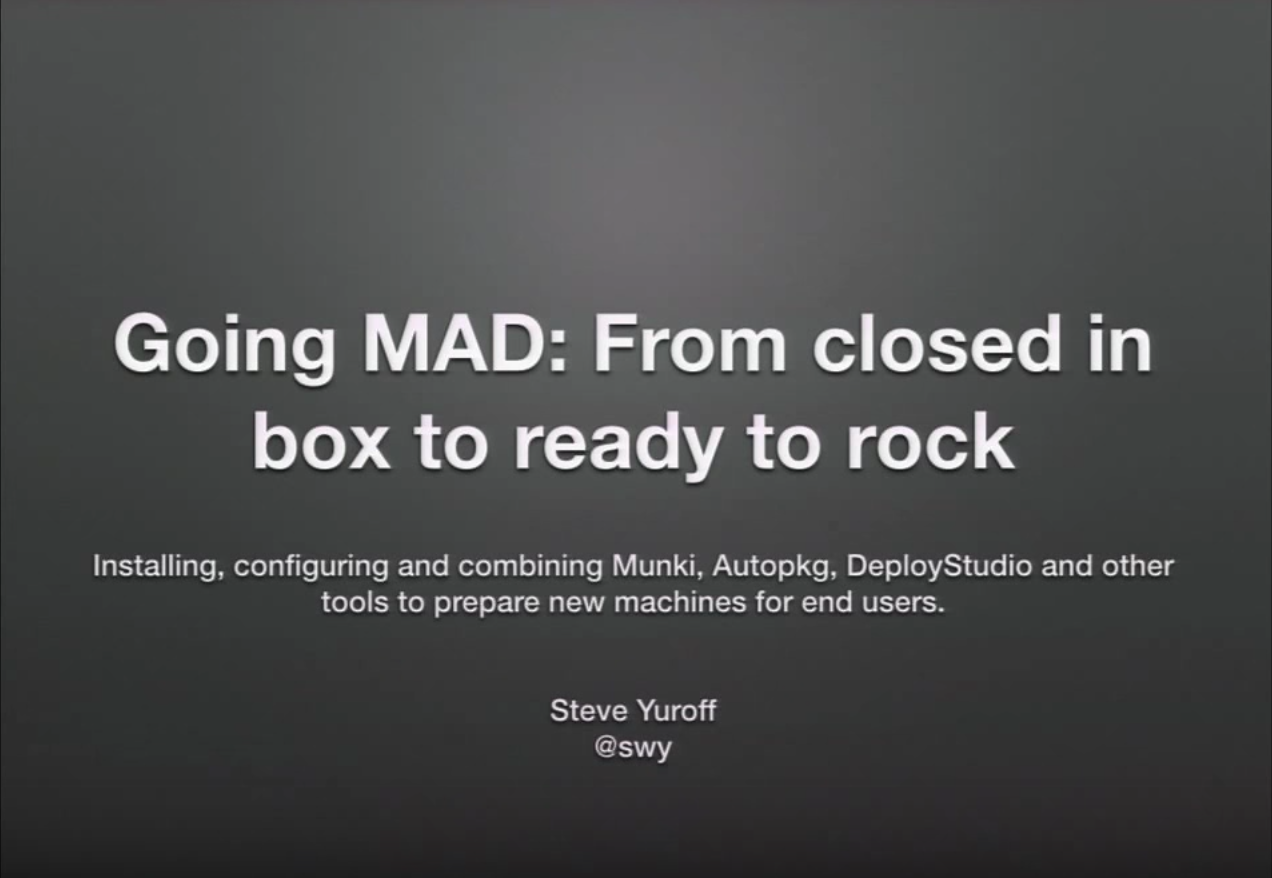 Going MAD: From closed in
box to ready to rock
Installing, configuring and combining Munki, Autopkg, DeployStudio and other
tools to prepare new machines for end users.
Steve Yuroff
@swy